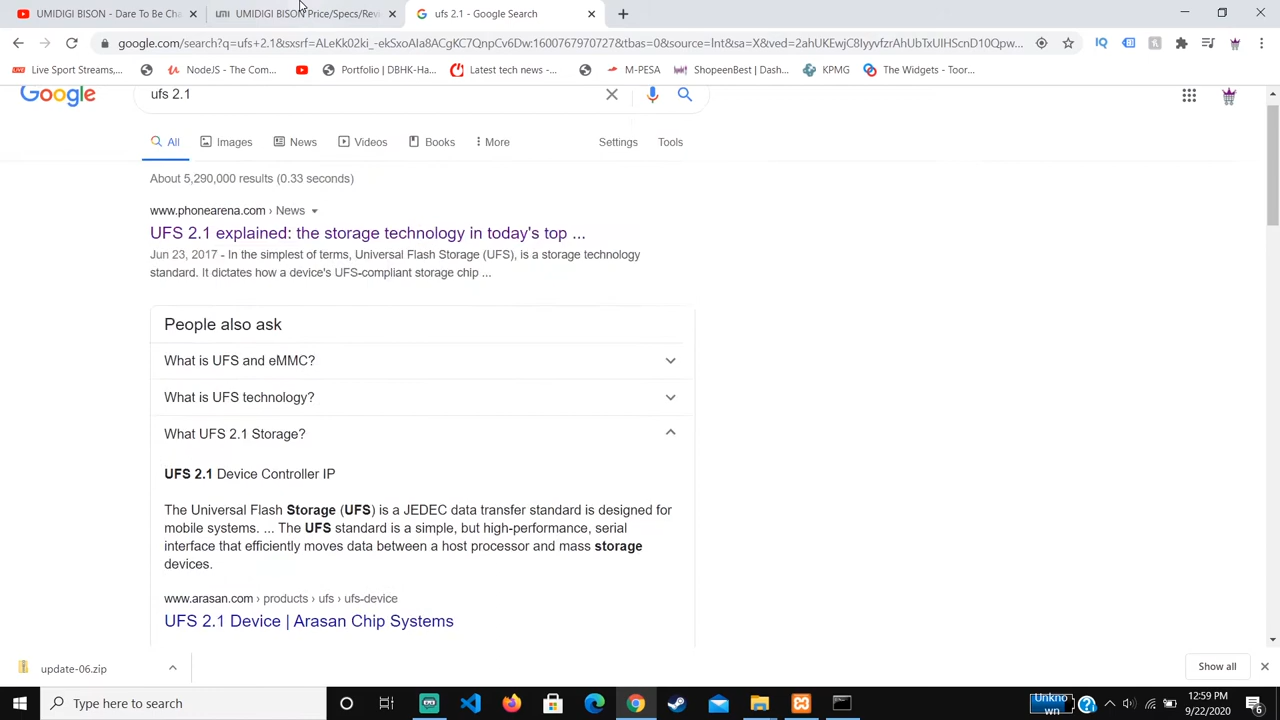 UMIDIGI BISON - Dare To Be Cha
UMIDIGI BISON Price/Specs/Revi
ufs 2.1 - Google Search
google.com/search?q=ufs+2.1&sxsrf=ALeKk02ki_-ekSxoAIa8ACgKC7QnpCv6Dw:1600767970727&tbas=0&source=lnt&sa=X&ved=2ahUKEwjC8IyyvfzrAhUbTxUIHScnD10Qpw...
Live Sport Streams,...
NodeJS - The Com...
Portfolio | DBHK-Ha...
Latest tech news -...
M-PESA
ShopeenBest | Dash...
KPMG
The Widgets - Toor...
Google
ufs 2.1
All
Images
News
Videos
Books
More
Settings
Tools
About 5,290,000 results (0.33 seconds)
www.phonearena.com › News
UFS 2.1 explained: the storage technology in today's top ...
Jun 23, 2017 - In the simplest of terms, Universal Flash Storage (UFS), is a storage technology
standard. It dictates how a device's UFS-compliant storage chip ...
People also ask
What is UFS and eMMC?
What is UFS technology?
What UFS 2.1 Storage?
UFS 2.1 Device Controller IP
The Universal Flash Storage (UFS) is a JEDEC data transfer standard is designed for
mobile systems. ... The UFS standard is a simple, but high-performance, serial
interface that efficiently moves data between a host processor and mass storage
devices.
www.arasan.com › products › ufs › ufs-device
UFS 2.1 Device | Arasan Chip Systems
update-06.zip
Show all
Type here to search
Unkno
wn
12:59 PM
9/22/2020
6